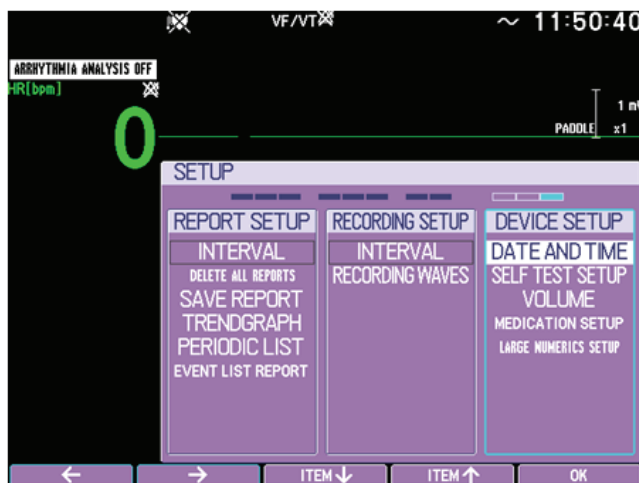 VF/VT
~ 11:50:40
ARRHYTHMIA ANALYSIS OFF
HR[bpm]
0
PADDLE x1
SETUP
REPORT SETUP
INTERVAL
DELETE ALL REPORTS
SAVE REPORT
TRENDGRAPH
PERIODIC LIST
EVENT LIST REPORT
RECORDING SETUP
INTERVAL
RECORDING WAVES
DEVICE SETUP
DATE AND TIME
SELF TEST SETUP
VOLUME
MEDICATION SETUP
LARGE NUMERICS SETUP
← → ITEM↓ ITEM↑ OK